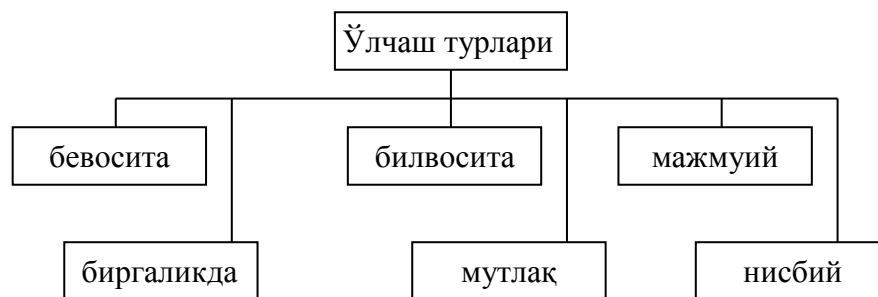 Ўлчаш турлари
бевосита
билвосита
мажмуий
биргаликда
мутлақ
нисбий